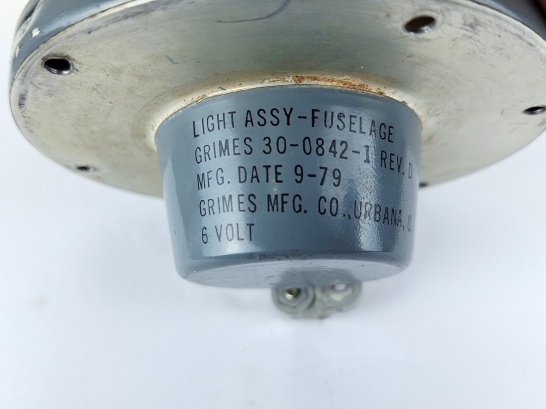 LIGHT ASSY-FUSELAGE
GRIMES 30-0842-1 REV. D
MFG. DATE 9-79
GRIMES MFG. CO., URBANA, O.
6 VOLT